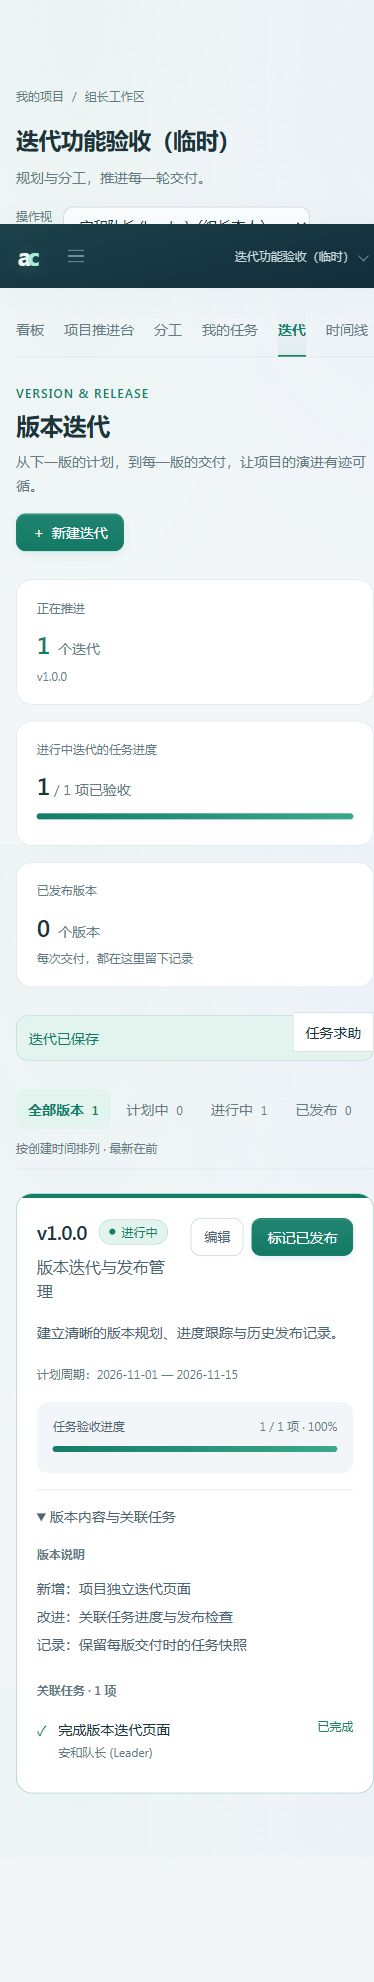 我的项目 / 组长工作区
迭代功能验收（临时）
规划与分工，推进每一轮交付。
操作视
ac
迭代功能验收（临时）
看板 项目推进台 分工 我的任务 迭代 时间线
VERSION & RELEASE
版本迭代
从下一版的计划，到每一版的交付，让项目的演进有迹可
循。
+ 新建迭代
正在推进
1 个迭代
v1.0.0
进行中迭代的任务进度
1 / 1 项已验收
已发布版本
0 个版本
每次交付，都在这里留下记录
迭代已保存
任务求助
全部版本 1 计划中 0 进行中 1 已发布 0
按创建时间排列 · 最新在前
v1.0.0 进行中 编辑 标记已发布
版本迭代与发布管
理
建立清晰的版本规划、进度跟踪与历史发布记录。
计划周期：2026-11-01 — 2026-11-15
任务验收进度 1 / 1 项 · 100%
▼ 版本内容与关联任务
版本说明
新增：项目独立迭代页面
改进：关联任务进度与发布检查
记录：保留每版交付时的任务快照
关联任务 · 1 项
✓ 完成版本迭代页面 已完成
安和队长 (Leader)